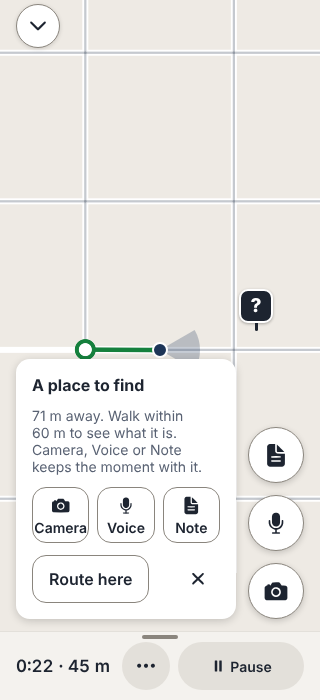 ?
A place to find
71 m away. Walk within
60 m to see what it is.
Camera, Voice or Note
keeps the moment with it.
Camera Voice Note
Route here
0:22 · 45 m
Pause